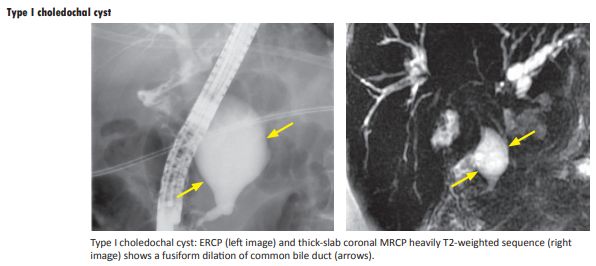 Type I choledochal cyst
Type I choledochal cyst: ERCP (left image) and thick-slab coronal MRCP heavily T2-weighted sequence (right
image) shows a fusiform dilation of common bile duct (arrows).